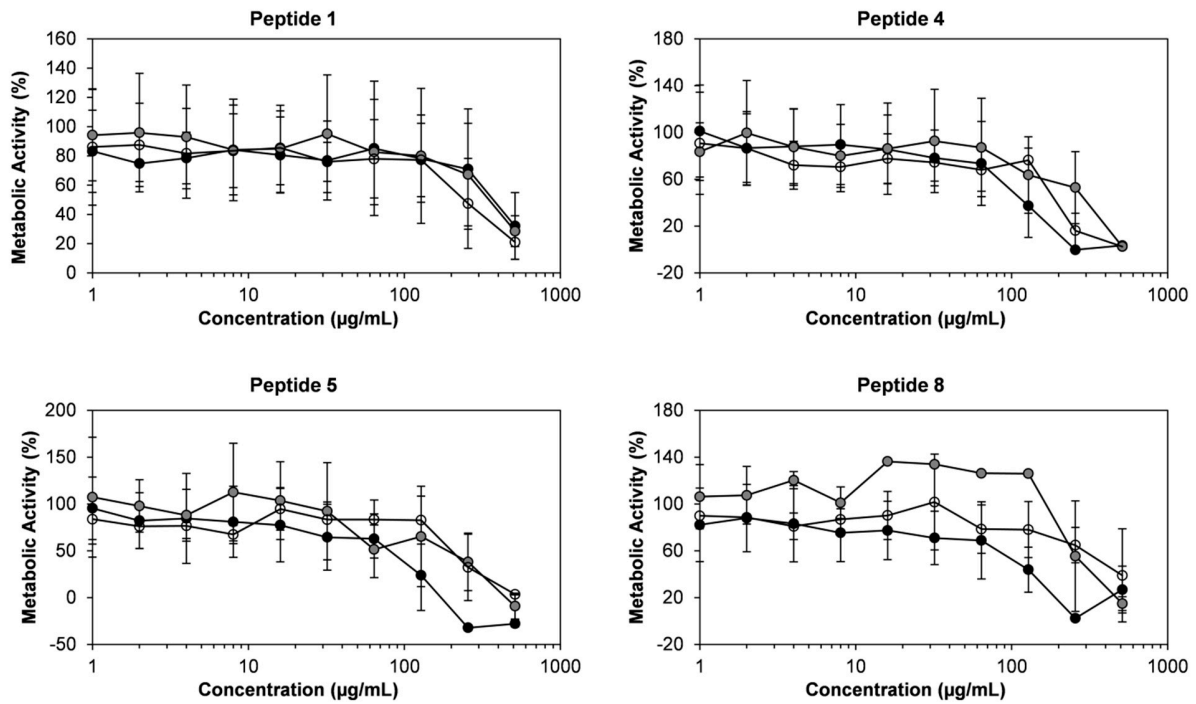 Peptide 1
Metabolic Activity (%)
160
140
120
100
80
60
40
20
0
1 10 100 1000
Concentration (µg/mL)
Peptide 4
Metabolic Activity (%)
180
140
100
60
20
-20
1 10 100 1000
Concentration (µg/mL)
Peptide 5
Metabolic Activity (%)
200
150
100
50
0
-50
1 10 100 1000
Concentration (µg/mL)
Peptide 8
Metabolic Activity (%)
180
140
100
60
20
-20
1 10 100 1000
Concentration (µg/mL)